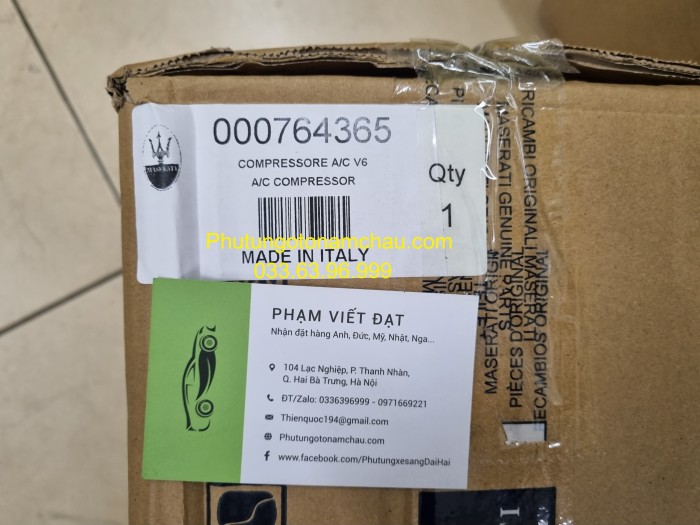 000764365
COMPRESSORE A/C V6
A/C COMPRESSOR
Qty
1
MADE IN ITALY
MASERATI
Phutungotonamchau.com
033.63.96.999
PHẠM VIẾT ĐẠT
Nhận đặt hàng Anh, Đức, Mỹ, Nhật, Nga...
104 Lạc Nghiệp, P. Thanh Nhàn,
Q. Hai Bà Trưng, Hà Nội
ĐT/Zalo: 0336396999 - 0971669221
Thienquoc194@gmail.com
Phutungotonamchau.com
www.facebook.com/PhutungxesangDaiHai
RICAMBI ORIGINALI MASERATI
MASERATI GENUINE PARTS
PIÈCES D'ORIGINE
MASERATI ORIGIN
RECAMBIOS ORIGINAL